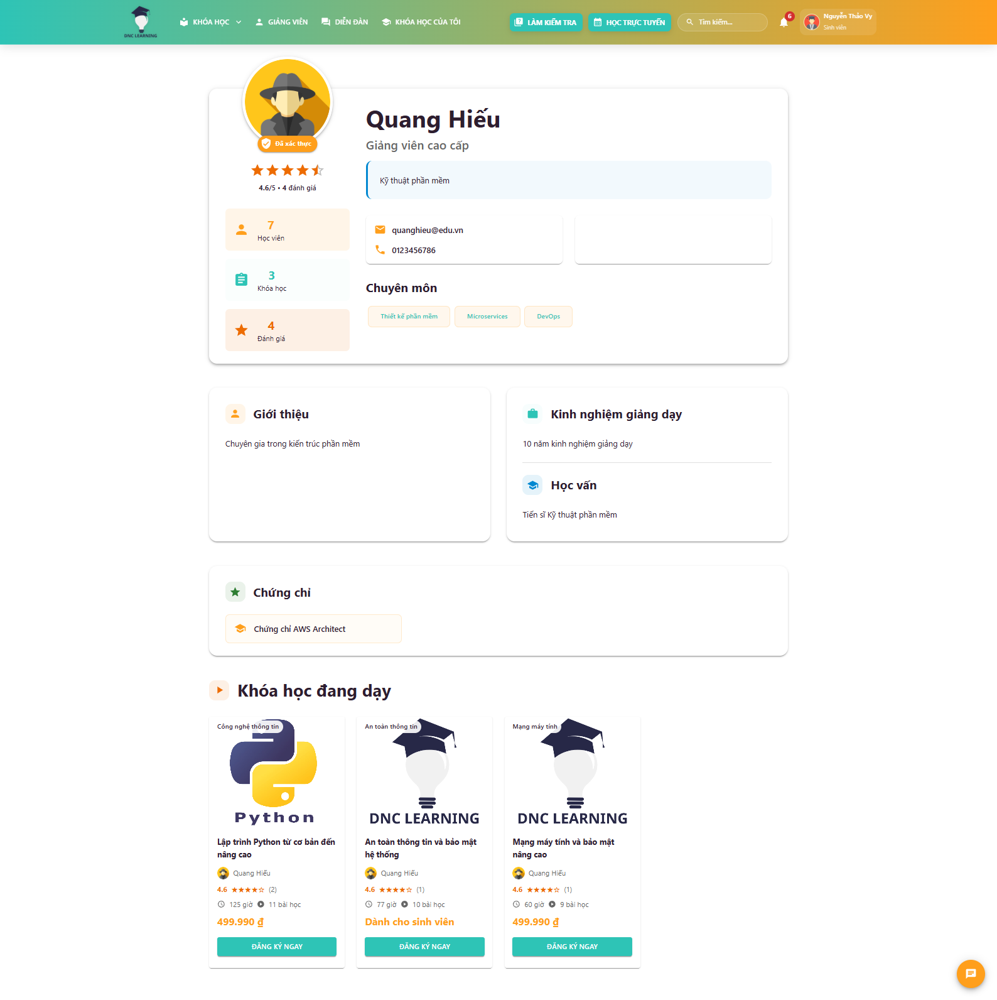 DNC LEARNING
KHÓA HỌC
GIẢNG VIÊN
DIỄN ĐÀN
KHÓA HỌC CỦA TÔI
LÀM KIỂM TRA
HỌC TRỰC TUYẾN
Tìm kiếm...
6
Nguyễn Thảo Vy
Sinh viên
Đã xác thực
4.6/5 • 4 đánh giá
7
Học viên
3
Khóa học
4
Đánh giá
Quang Hiếu
Giảng viên cao cấp
Kỹ thuật phần mềm
quanghieu@edu.vn
0123456786
Chuyên môn
Thiết kế phần mềm
Microservices
DevOps
Giới thiệu
Chuyên gia trong kiến trúc phần mềm
Kinh nghiệm giảng dạy
10 năm kinh nghiệm giảng dạy
Học vấn
Tiến sĩ Kỹ thuật phần mềm
Chứng chỉ
Chứng chỉ AWS Architect
Khóa học đang dạy
Công nghệ thông tin
Python
Lập trình Python từ cơ bản đến
nâng cao
Quang Hiếu
4.6 (2)
125 giờ 11 bài học
499.990 ₫
ĐĂNG KÝ NGAY
An toàn thông tin
DNC LEARNING
An toàn thông tin và bảo mật
hệ thống
Quang Hiếu
4.6 (1)
77 giờ 10 bài học
Dành cho sinh viên
ĐĂNG KÝ NGAY
Mạng máy tính
DNC LEARNING
Mạng máy tính và bảo mật
nâng cao
Quang Hiếu
4.6 (1)
60 giờ 9 bài học
499.990 ₫
ĐĂNG KÝ NGAY